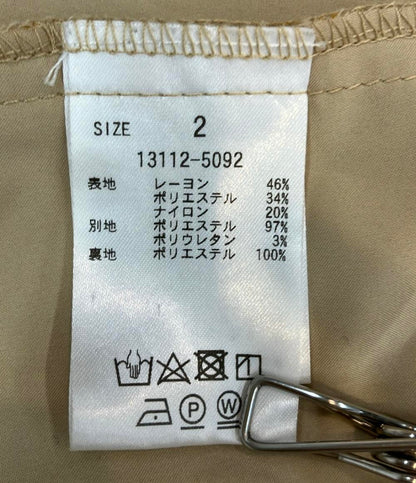 SIZE 2
13112-5092
表地 レーヨン 46%
ポリエステル 34%
ナイロン 20%
別地 ポリエステル 97%
ポリウレタン 3%
裏地 ポリエステル 100%
P W